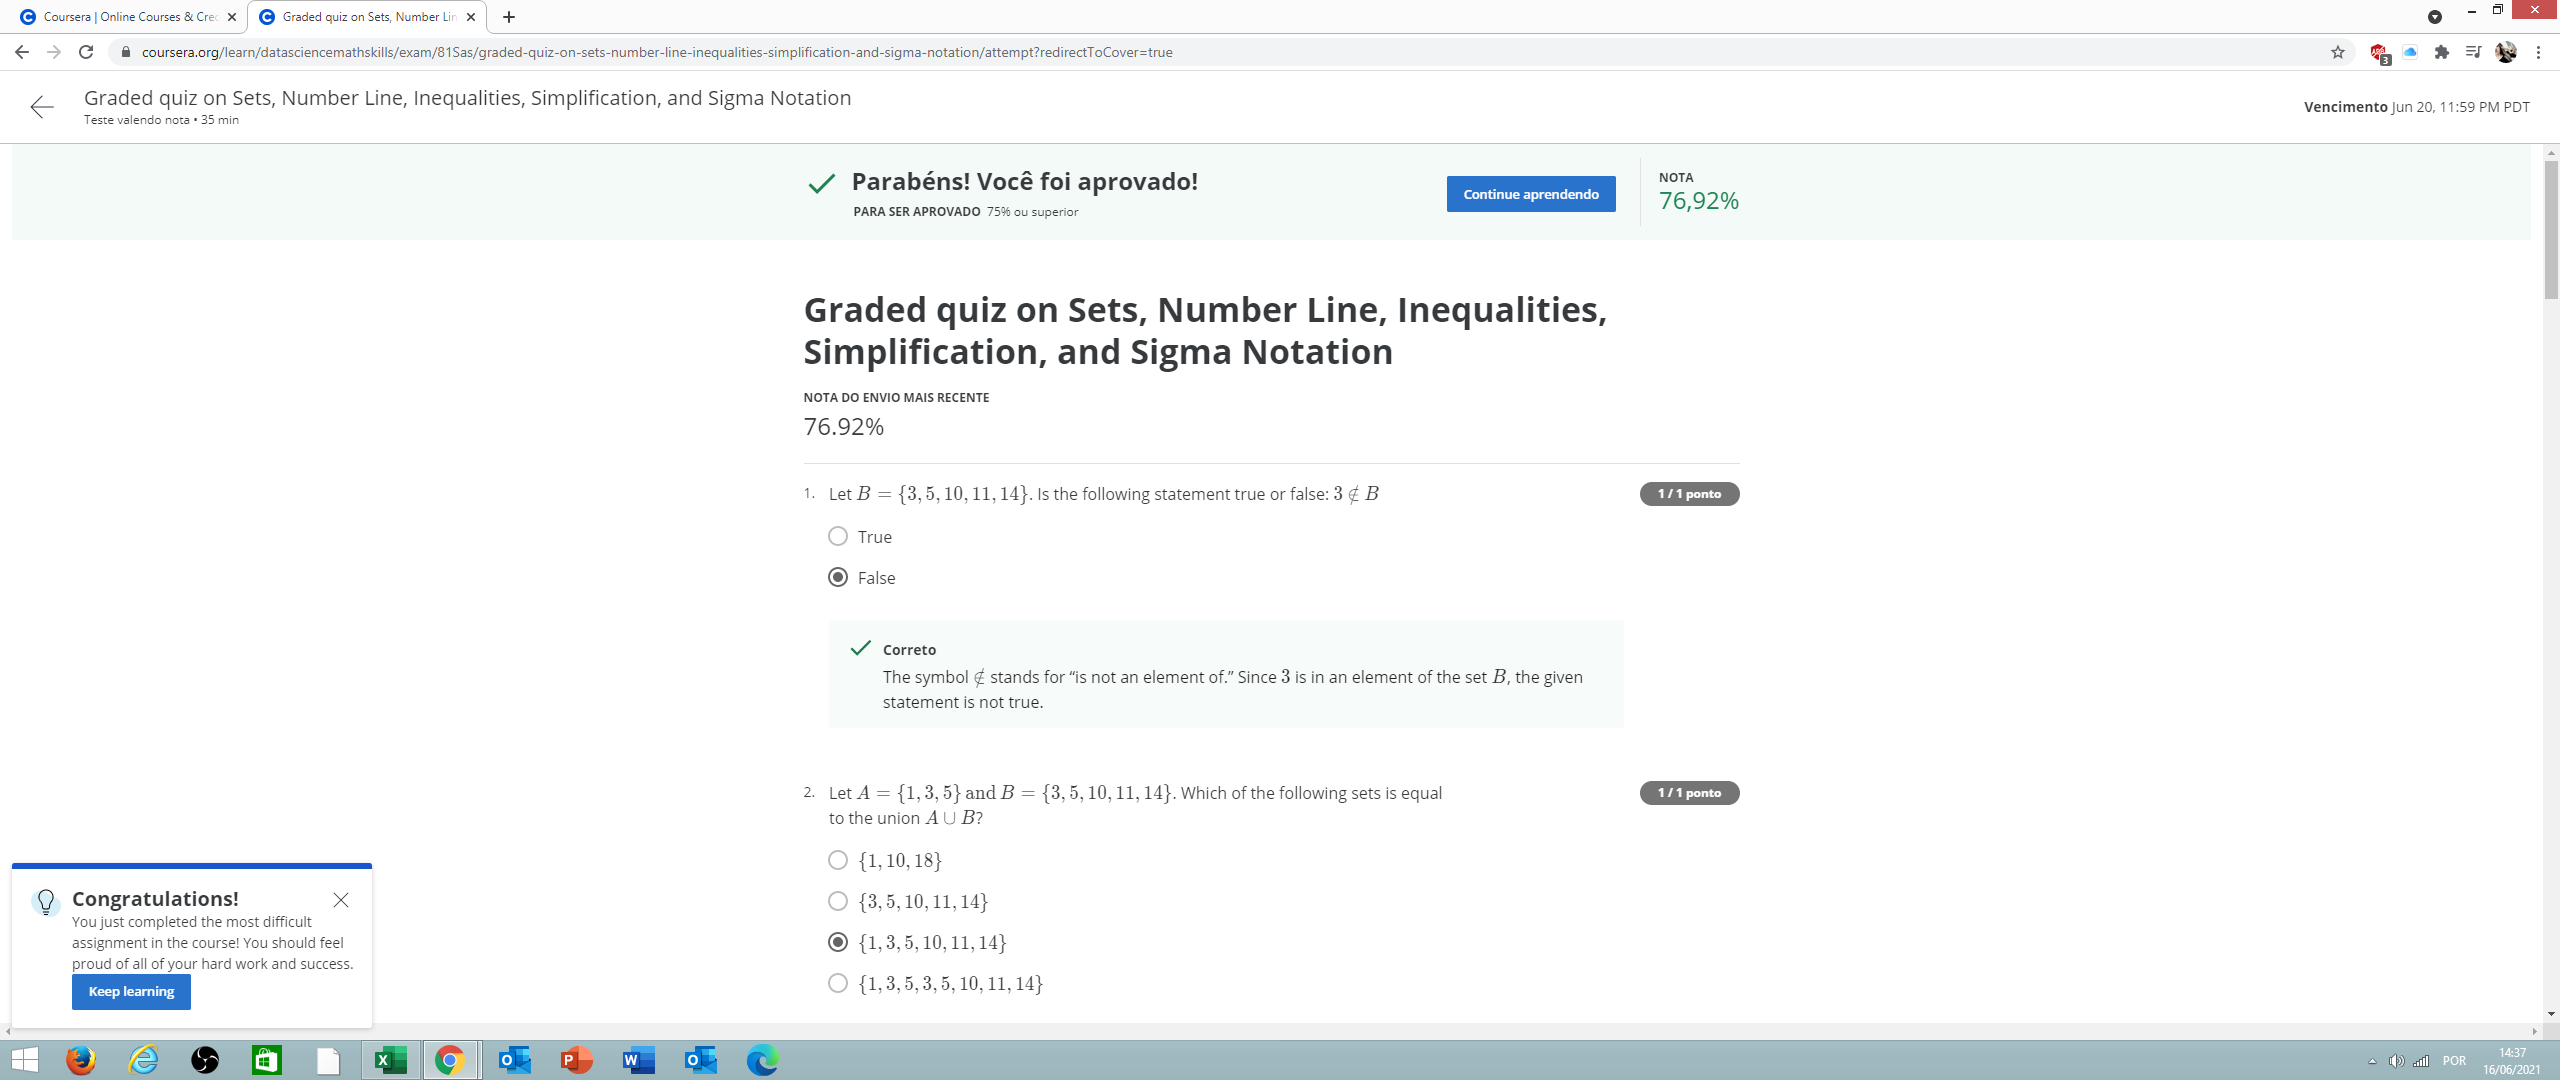 Coursera | Online Courses & Cre
Graded quiz on Sets, Number Lin
coursera.org/learn/datasciencemathskills/exam/81Sas/graded-quiz-on-sets-number-line-inequalities-simplification-and-sigma-notation/attempt?redirectToCover=true
3
Graded quiz on Sets, Number Line, Inequalities, Simplification, and Sigma Notation
Teste valendo nota • 35 min
Vencimento Jun 20, 11:59 PM PDT
Parabéns! Você foi aprovado!
PARA SER APROVADO 75% ou superior
Continue aprendendo
NOTA
76,92%
Graded quiz on Sets, Number Line, Inequalities,
Simplification, and Sigma Notation
NOTA DO ENVIO MAIS RECENTE
76.92%
1. Let B = {3, 5, 10, 11, 14}. Is the following statement true or false: 3 ∉ B
1 / 1 ponto
True
False
Correto
The symbol ∉ stands for “is not an element of.” Since 3 is in an element of the set B, the given
statement is not true.
2. Let A = {1, 3, 5} and B = {3, 5, 10, 11, 14}. Which of the following sets is equal
to the union A ∪ B?
1 / 1 ponto
{1, 10, 18}
{3, 5, 10, 11, 14}
{1, 3, 5, 10, 11, 14}
{1, 3, 5, 3, 5, 10, 11, 14}
Congratulations!
You just completed the most difficult
assignment in the course! You should feel
proud of all of your hard work and success.
Keep learning
POR
14:37
16/06/2021